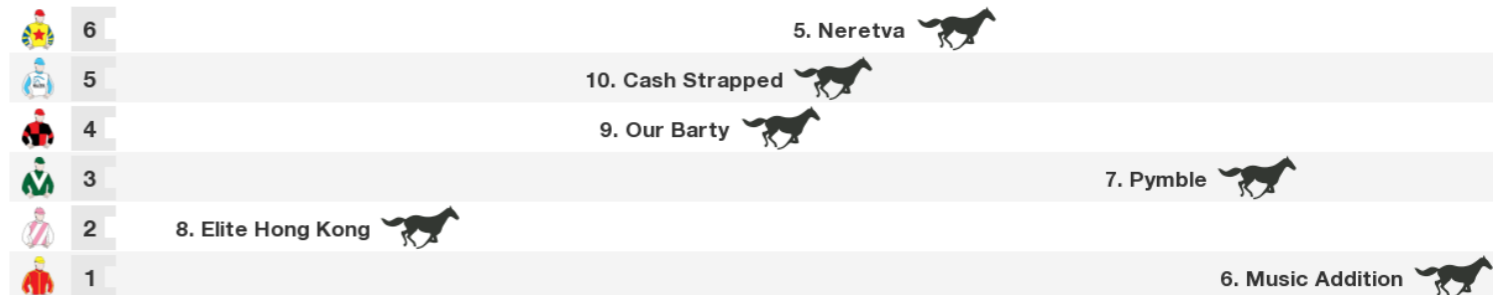 6 5. Neretva
5 10. Cash Strapped
4 9. Our Barty
3 7. Pymble
2 8. Elite Hong Kong
1 6. Music Addition